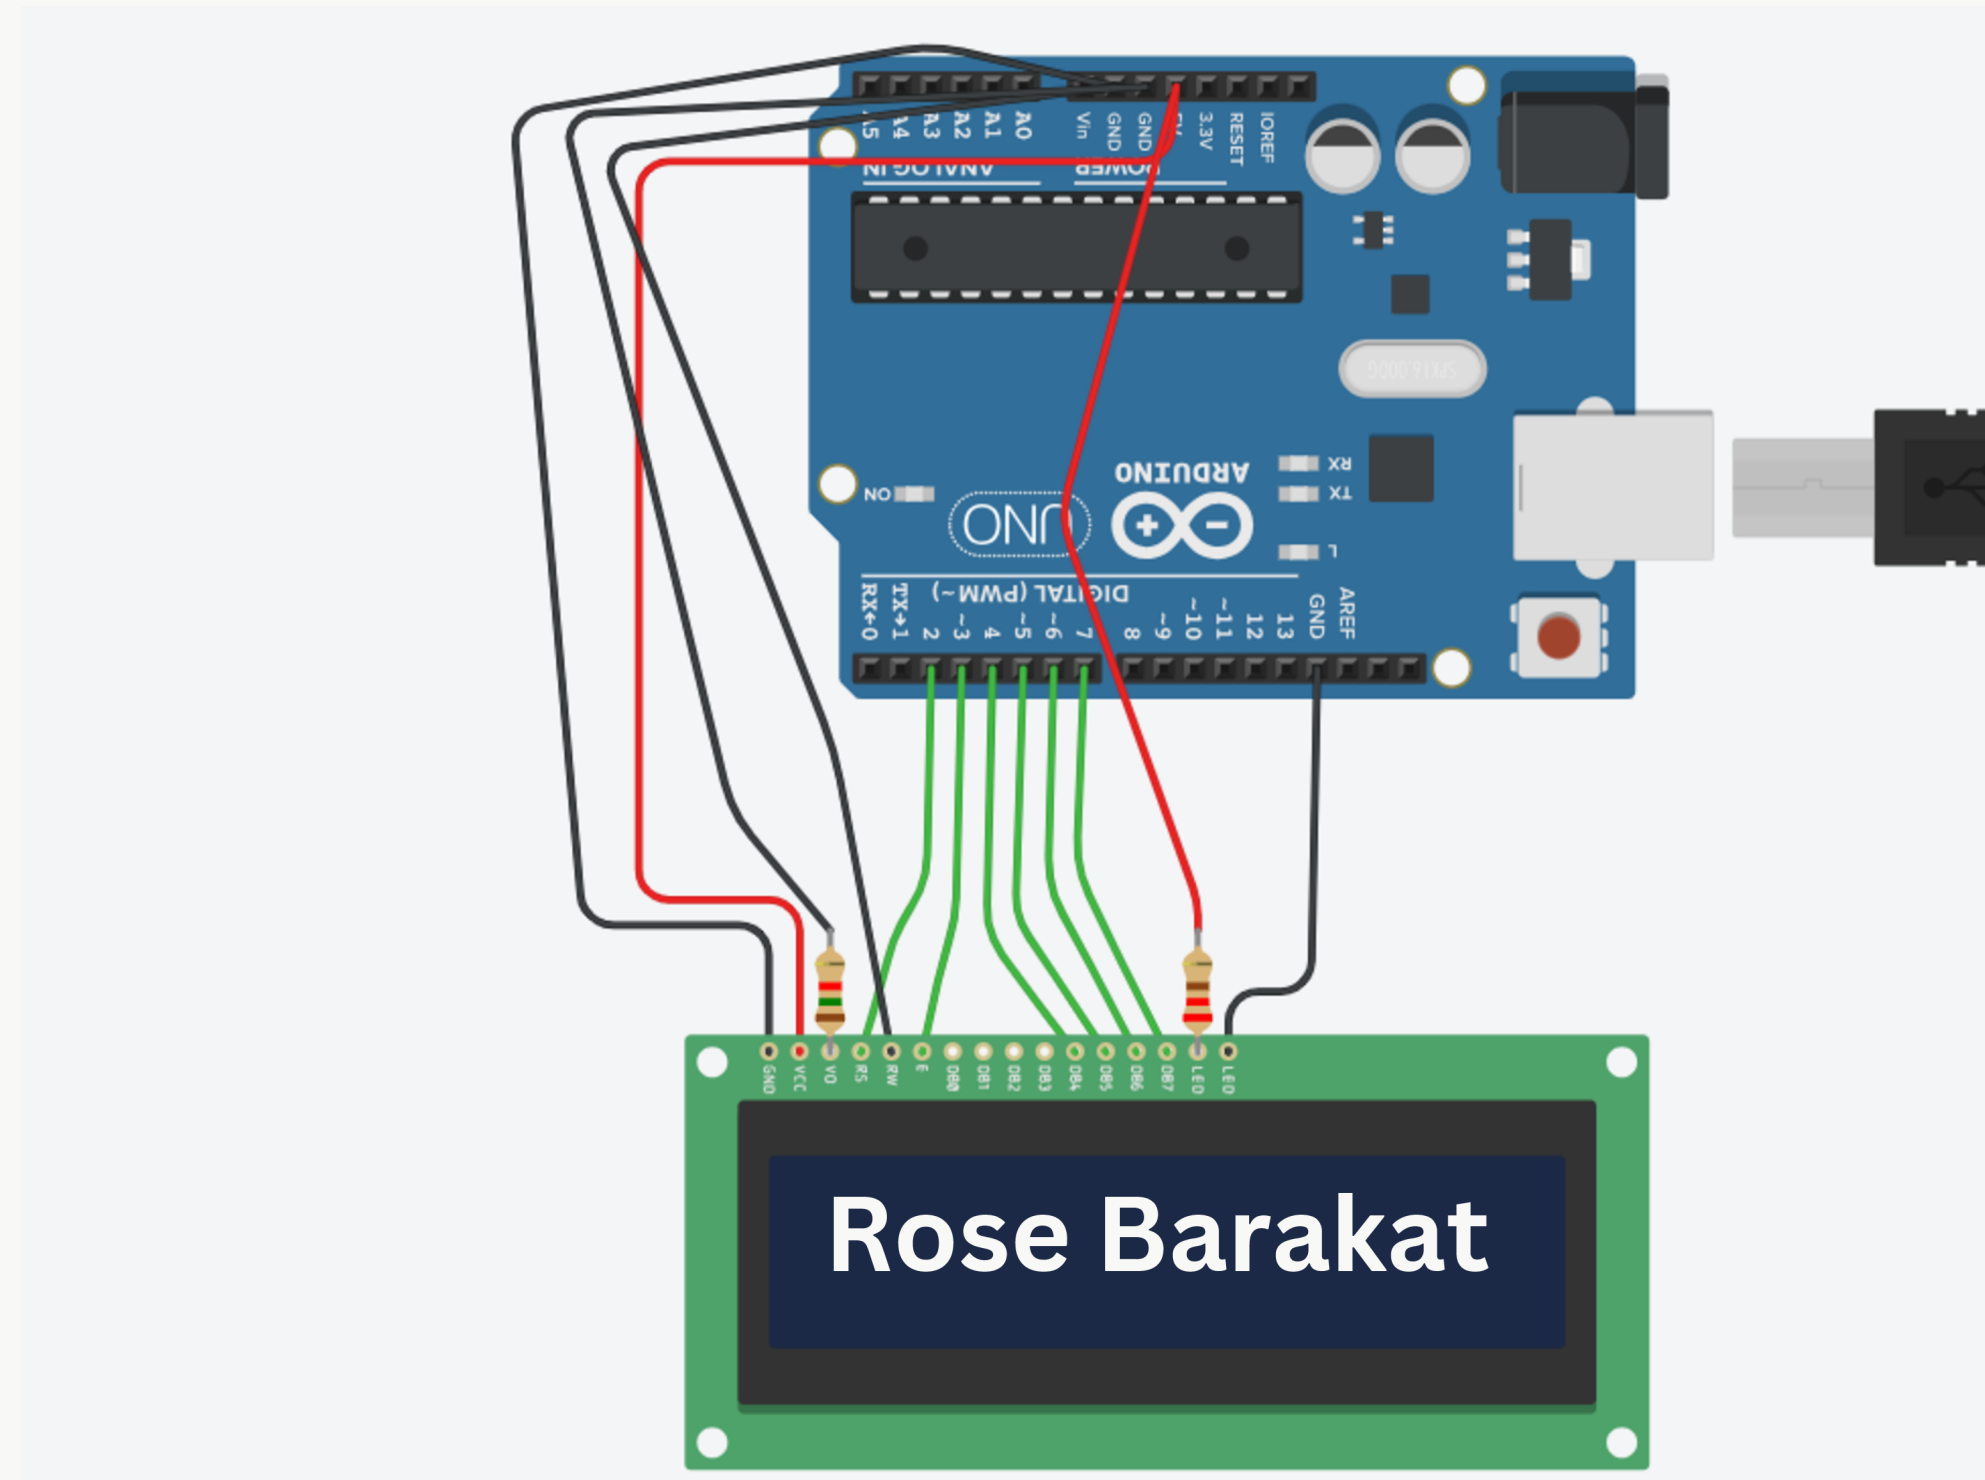 A5 A4 A3 A2 A1 A0
Vin GND GND 5V 3.3V RESET IOREF
ANALOG IN
POWER
SPK16.000G
ARDUINO
RX
ON
TX
UNO
L
DIGITAL (PWM~)
RX←0 TX→1 2 ~3 4 ~5 ~6 7 8 ~9 ~10 ~11 12 13 GND AREF
GND VCC V0 RS RW E DB0 DB1 DB2 DB3 DB4 DB5 DB6 DB7 LED LED
Rose Barakat